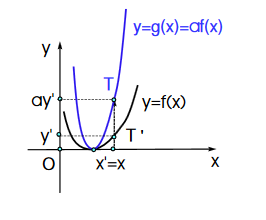 y
y=g(x)=af(x)
T
ay'
y=f(x)
y'
T'
O
x'=x
x